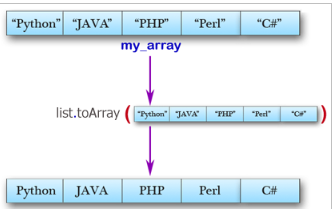 “Python” “JAVA” “PHP” “Perl” “C#”
my_array
list.toArray ( “Python” “JAVA” “PHP” “Perl” “C#” )
Python JAVA PHP Perl C#